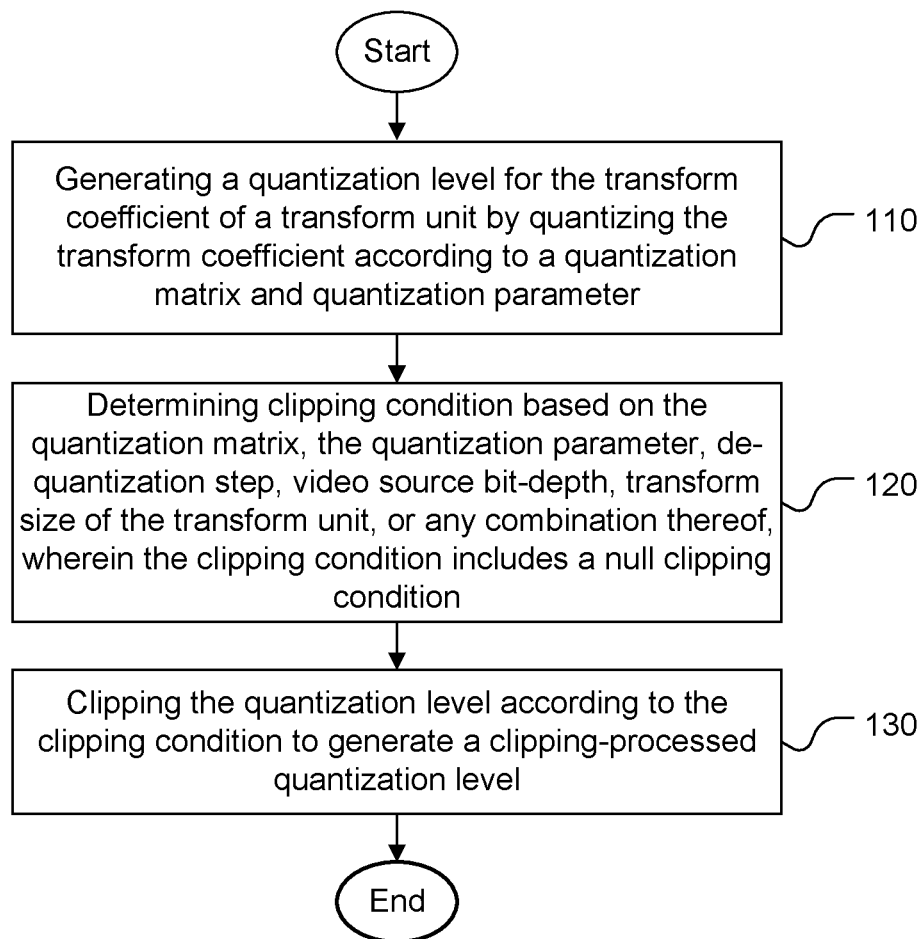 Start
Generating a quantization level for the transform
coefficient of a transform unit by quantizing the
transform coefficient according to a quantization
matrix and quantization parameter
110
Determining clipping condition based on the
quantization matrix, the quantization parameter, de-
quantization step, video source bit-depth, transform
size of the transform unit, or any combination thereof,
wherein the clipping condition includes a null clipping
condition
120
Clipping the quantization level according to the
clipping condition to generate a clipping-processed
quantization level
130
End